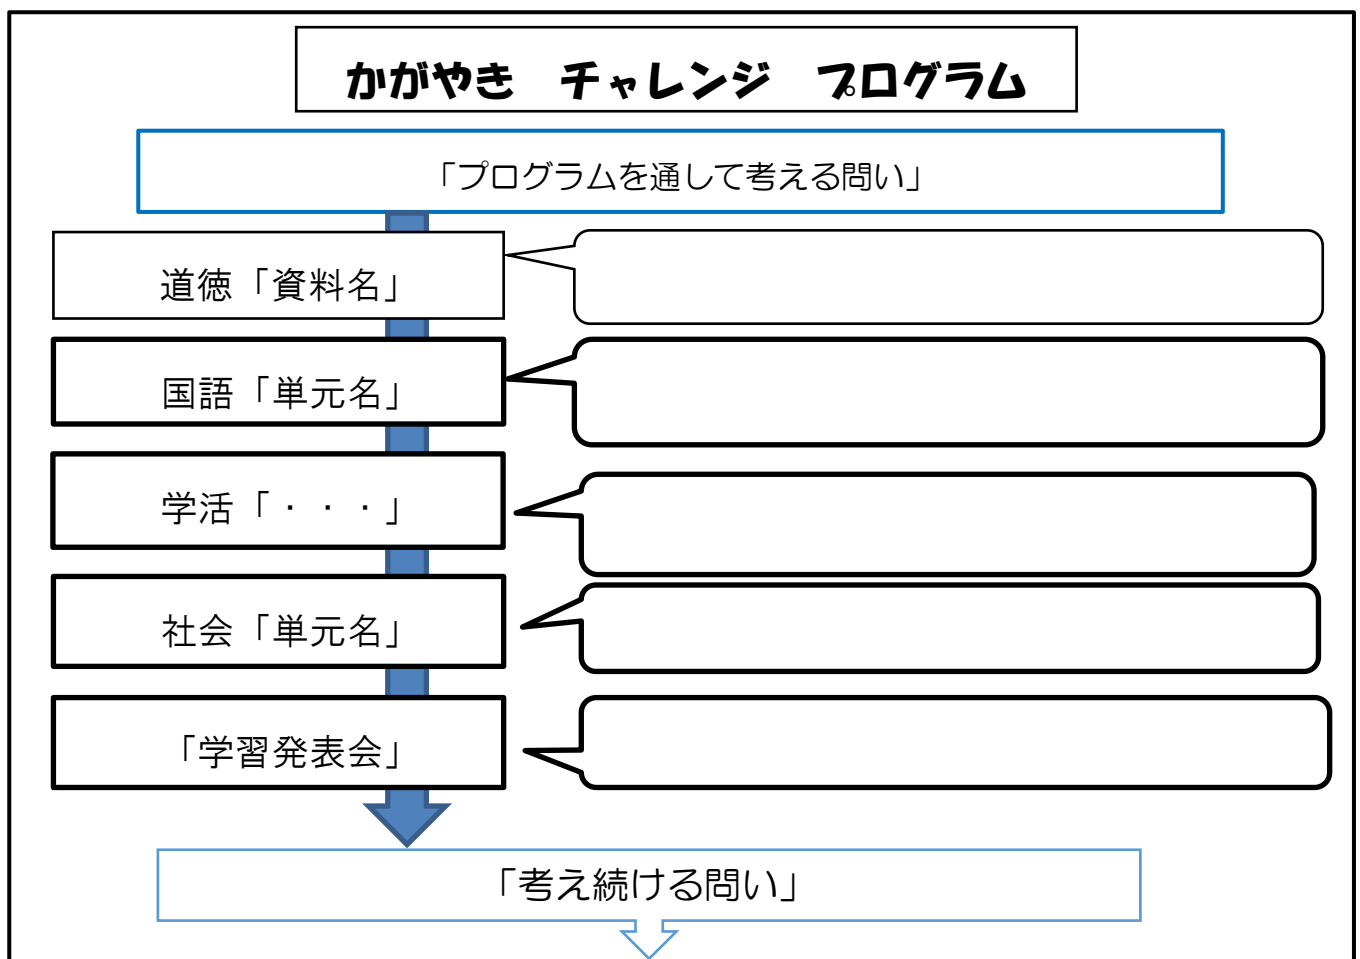 かがやき　チャレンジ　プログラム
「プログラムを通して考える問い」
道徳「資料名」
国語「単元名」
学活「・・・」
社会「単元名」
「学習発表会」
「考え続ける問い」